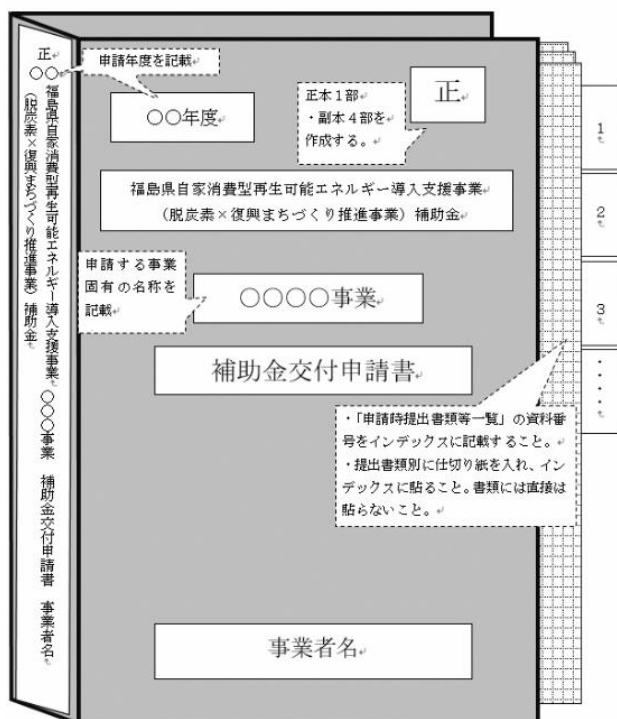 正
○○
福島県自家消費型再生可能エネルギー導入支援事業
（脱炭素×復興まちづくり推進事業）補助金
○○○事業　補助金交付申請書　事業者名
申請年度を記載
○○年度
正
正本１部
・副本４部を
作成する。
福島県自家消費型再生可能エネルギー導入支援事業
（脱炭素×復興まちづくり推進事業）補助金
申請する事業
固有の名称を
記載
○○○○事業
補助金交付申請書
・「申請時提出書類等一覧」の資料番
号をインデックスに記載すること。
・提出書類別に仕切り紙を入れ、イン
デックスに貼ること。書類には直接は
貼らないこと。
事業者名
1
2
3
・・・・